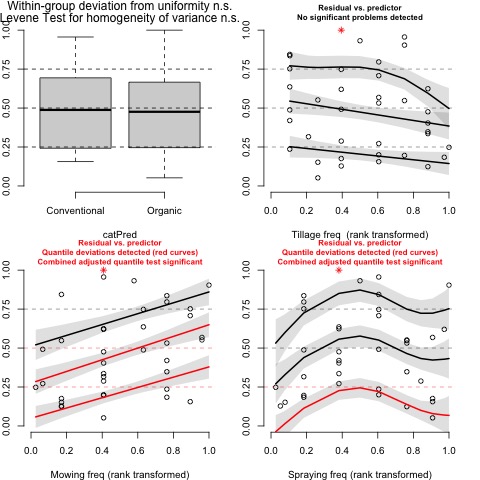 Within-group deviation from uniformity n.s.
Levene Test for homogeneity of variance n.s.
0.00 0.25 0.50 0.75 1.00
Conventional Organic
catPred
Residual vs. predictor
No significant problems detected
0.00 0.25 0.50 0.75 1.00
0.0 0.2 0.4 0.6 0.8 1.0
Tillage freq (rank transformed)
Residual vs. predictor
Quantile deviations detected (red curves)
Combined adjusted quantile test significant
0.00 0.25 0.50 0.75 1.00
0.0 0.2 0.4 0.6 0.8 1.0
Mowing freq (rank transformed)
Residual vs. predictor
Quantile deviations detected (red curves)
Combined adjusted quantile test significant
0.00 0.25 0.50 0.75 1.00
0.0 0.2 0.4 0.6 0.8 1.0
Spraying freq (rank transformed)